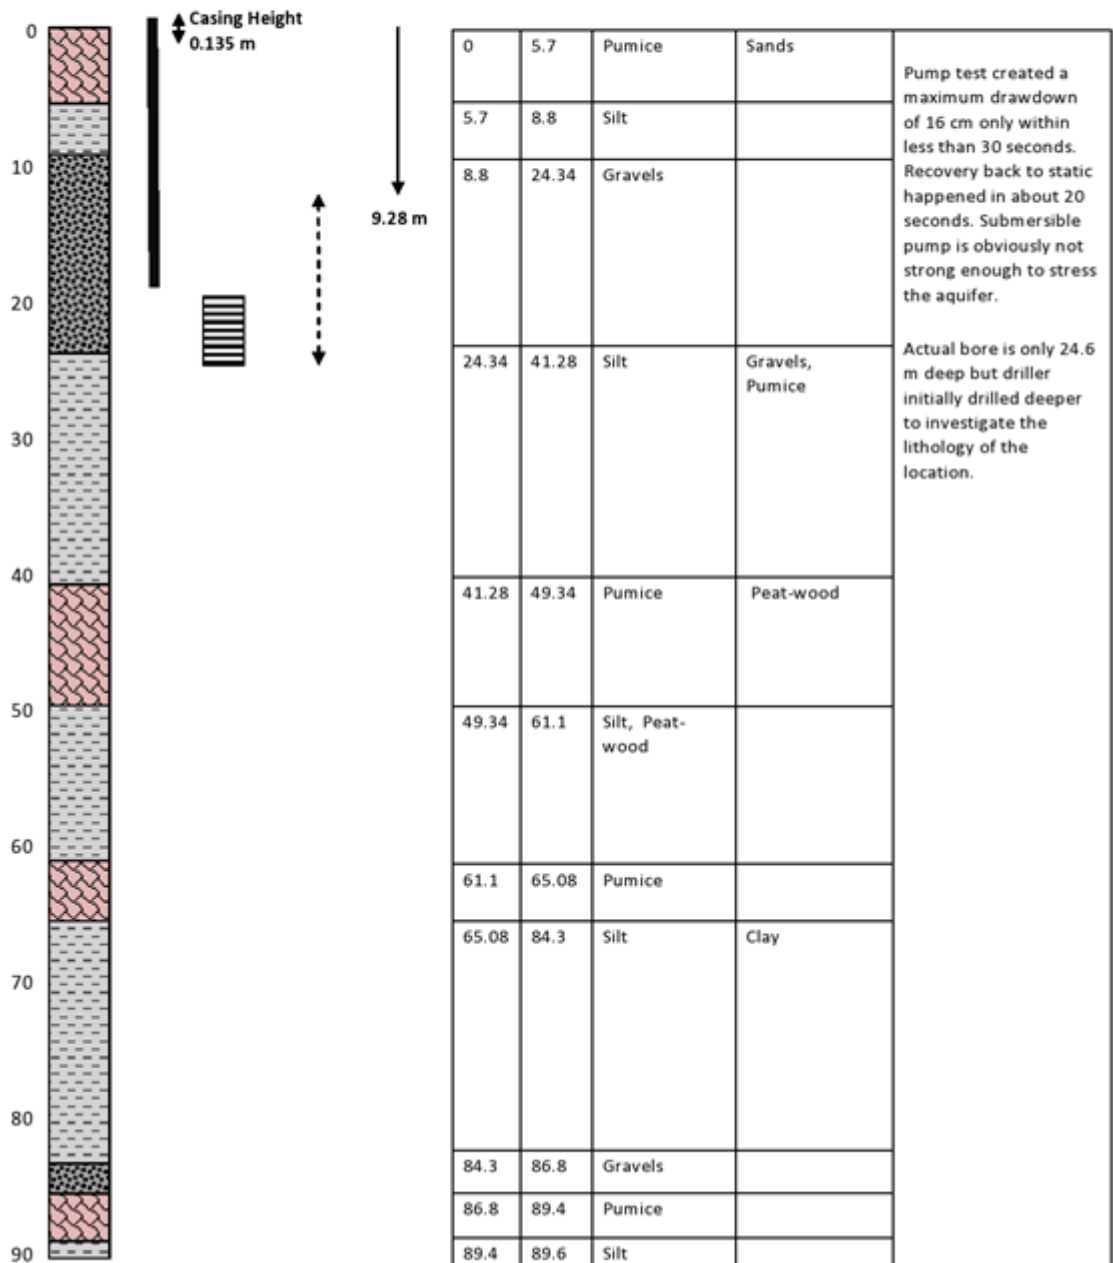 Casing Height
0.135 m
0
10
20
30
40
50
60
70
80
90
9.28 m
0 5.7 Pumice Sands
5.7 8.8 Silt
8.8 24.34 Gravels
24.34 41.28 Silt Gravels,
Pumice
41.28 49.34 Pumice Peat-wood
49.34 61.1 Silt, Peat-
wood
61.1 65.08 Pumice
65.08 84.3 Silt Clay
84.3 86.8 Gravels
86.8 89.4 Pumice
89.4 89.6 Silt
Pump test created a
maximum drawdown
of 16 cm only within
less than 30 seconds.
Recovery back to static
happened in about 20
seconds. Submersible
pump is obviously not
strong enough to stress
the aquifer.
Actual bore is only 24.6
m deep but driller
initially drilled deeper
to investigate the
lithology of the
location.